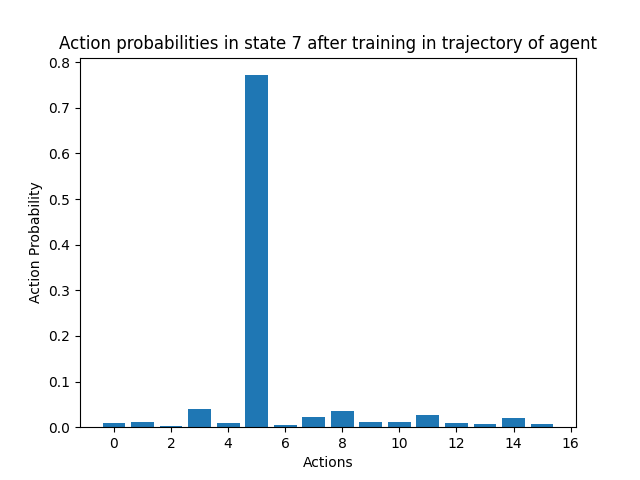 Action probabilities in state 7 after training in trajectory of agent
0.8
0.7
0.6
0.5
0.4
0.3
0.2
0.1
0.0
Action Probability
0 2 4 6 8 10 12 14 16
Actions